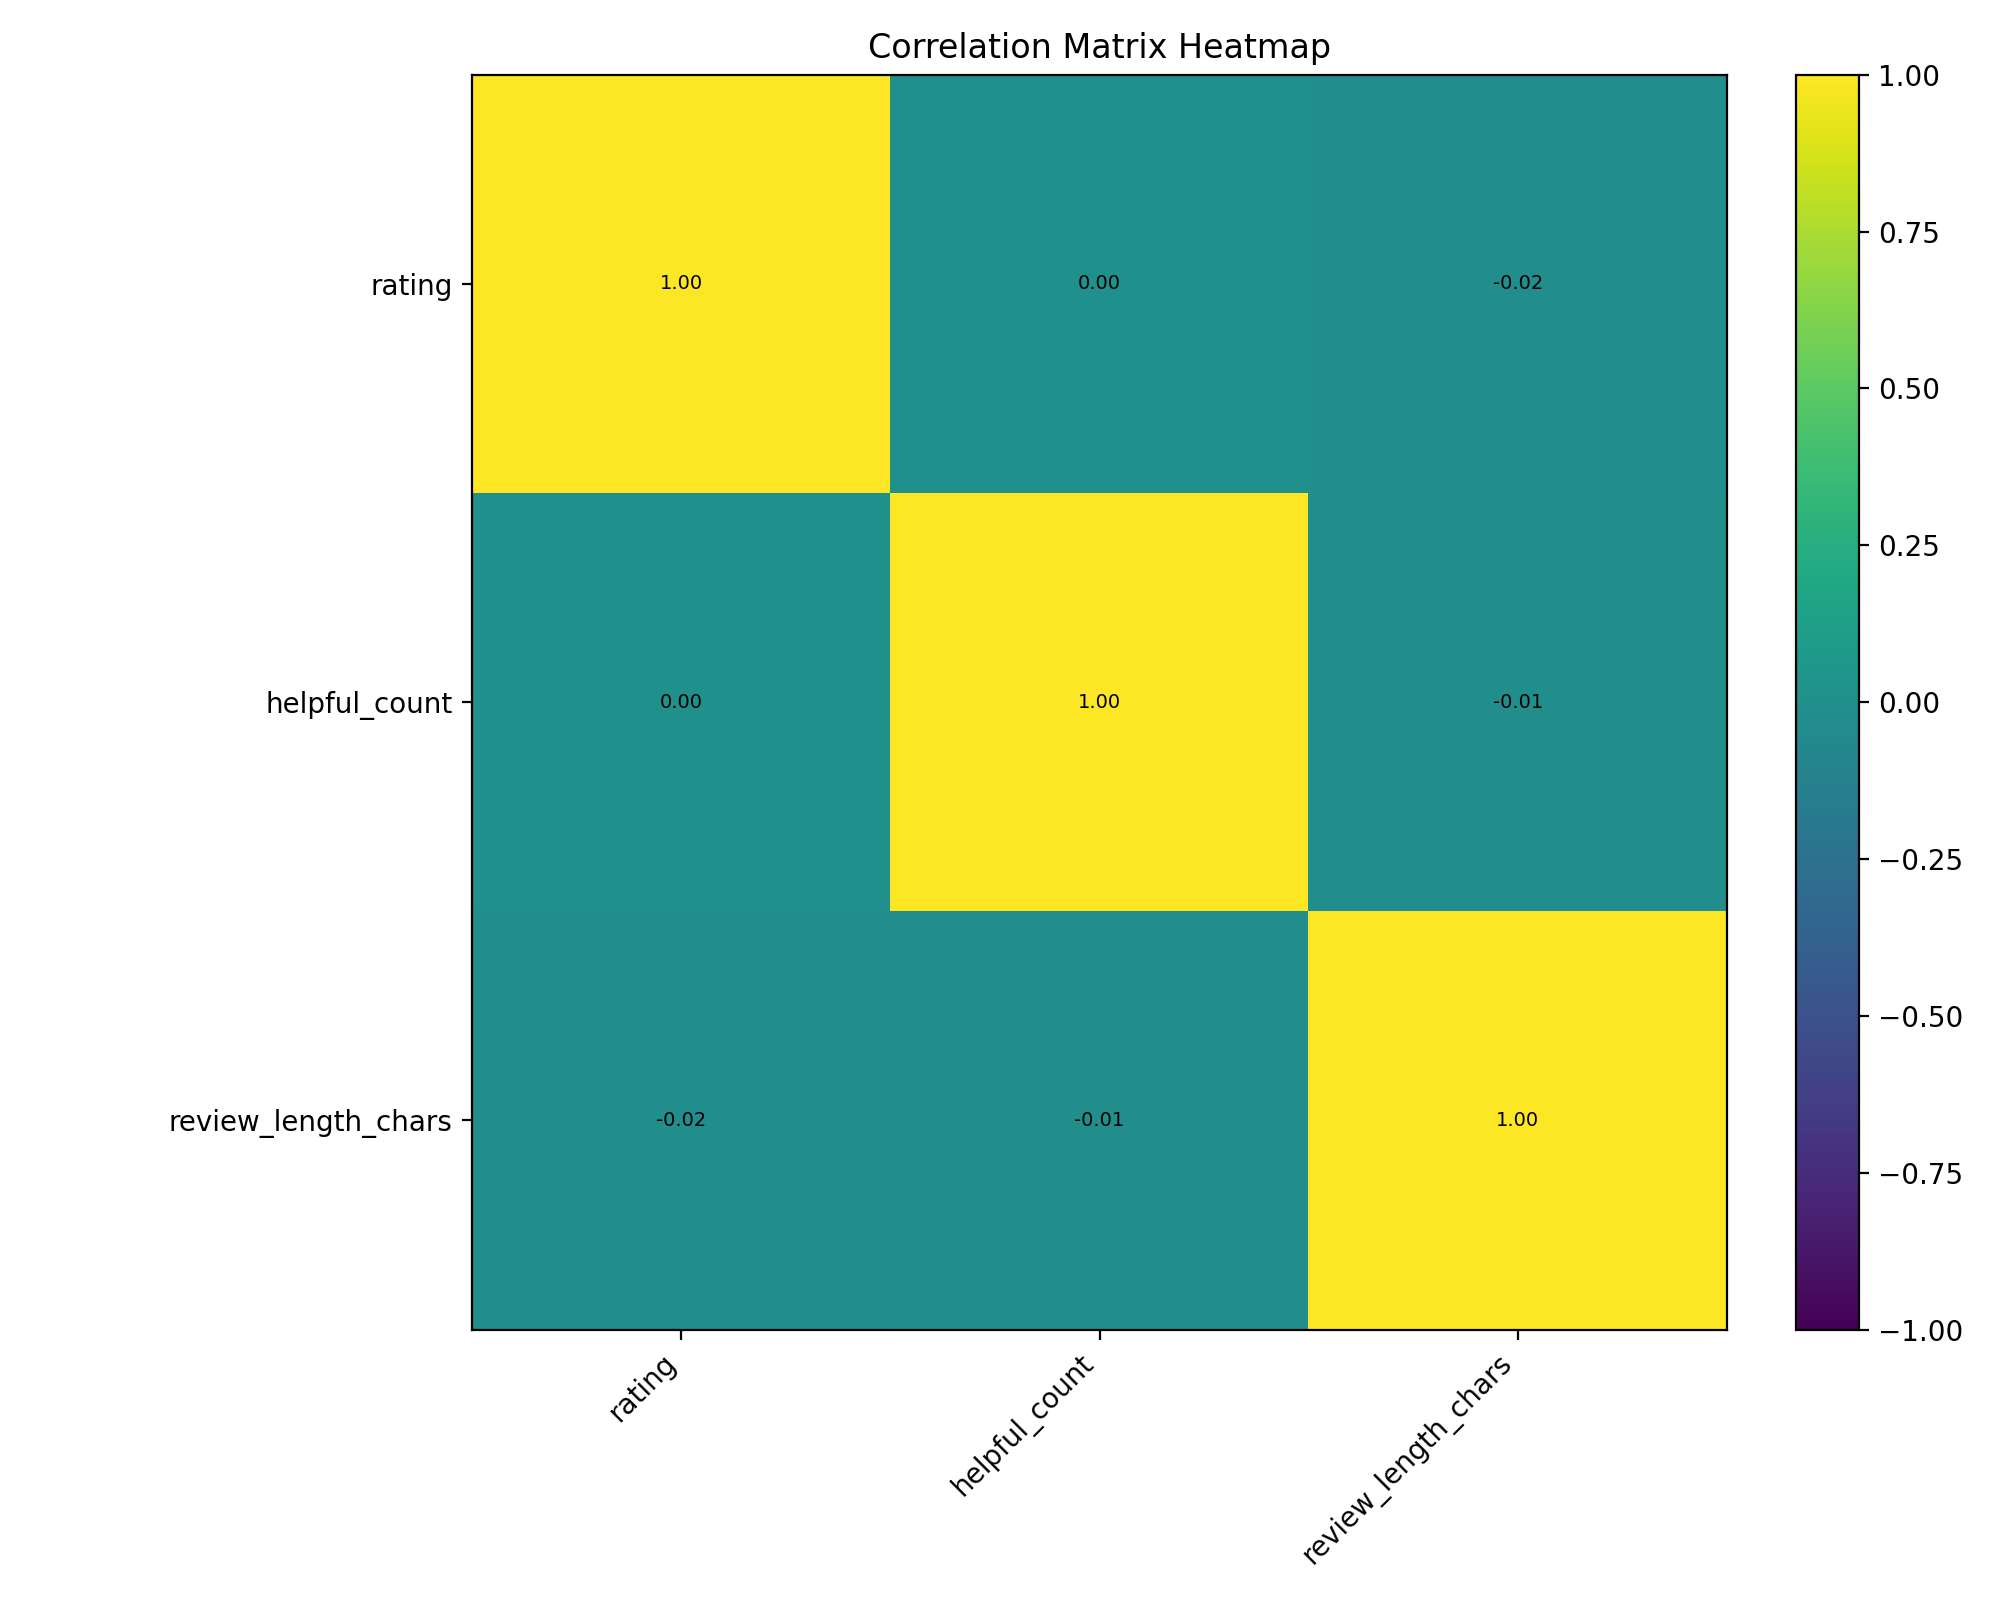 Correlation Matrix Heatmap
rating
1.00
0.00
-0.02
helpful_count
0.00
1.00
-0.01
review_length_chars
-0.02
-0.01
1.00
rating
helpful_count
review_length_chars
1.00
0.75
0.50
0.25
0.00
−0.25
−0.50
−0.75
−1.00